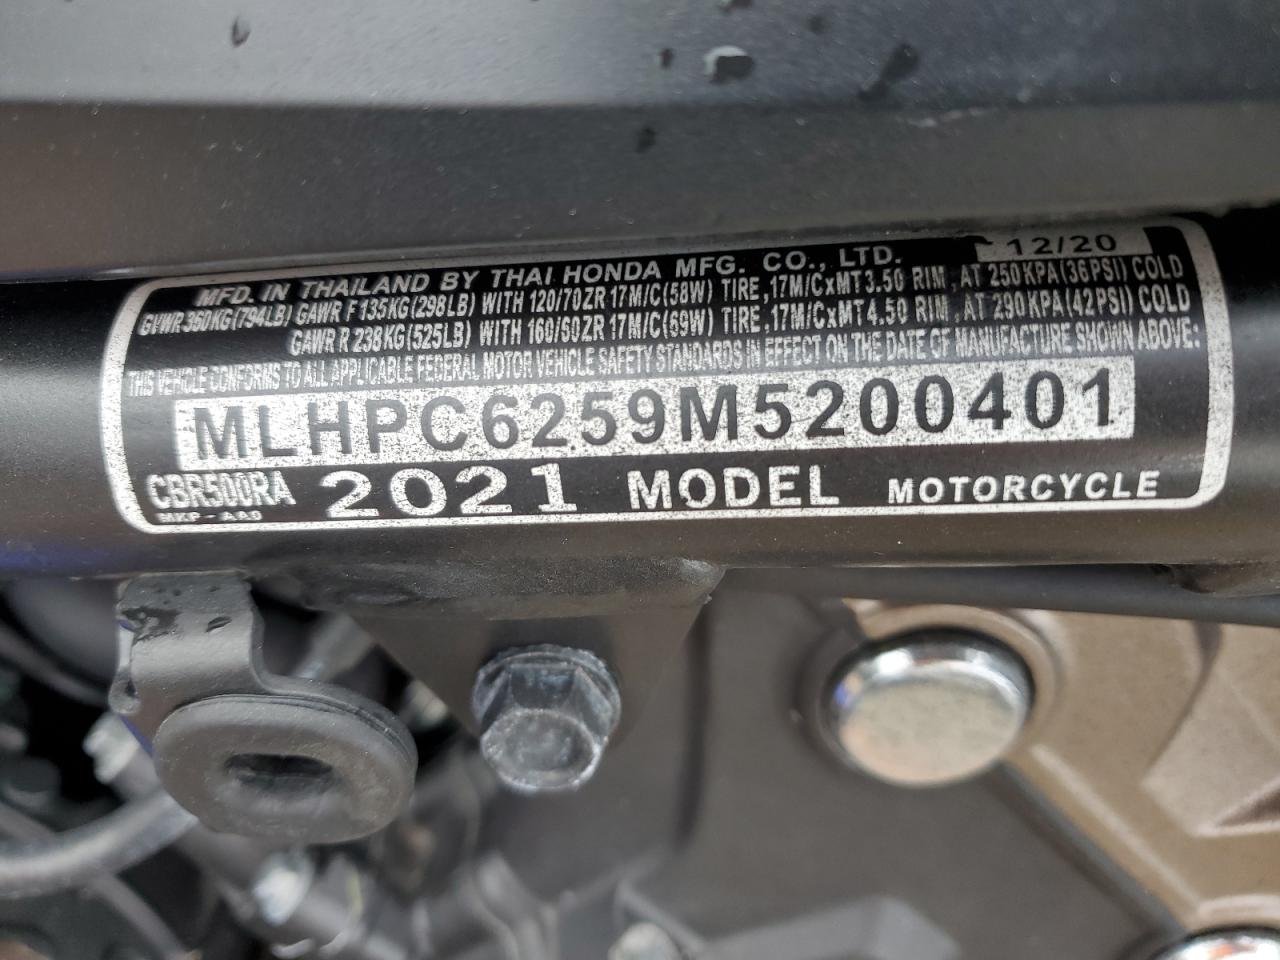 12/20
MFD. IN THAILAND BY THAI HONDA MFG. CO., LTD.
GVWR 360KG(794LB) GAWR F 135KG(298LB) WITH 120/70ZR 17M/C(58W) TIRE, 17M/CxMT3.50 RIM, AT 250KPA(36PSI) COLD
GAWR R 238KG(525LB) WITH 160/60ZR 17M/C(69W) TIRE, 17M/CxMT4.50 RIM, AT 290KPA(42PSI) COLD
THIS VEHICLE CONFORMS TO ALL APPLICABLE FEDERAL MOTOR VEHICLE SAFETY STANDARDS IN EFFECT ON THE DATE OF MANUFACTURE SHOWN ABOVE:
MLHPC6259M5200401
CBR500RA 2021 MODEL MOTORCYCLE
MKP-AA0